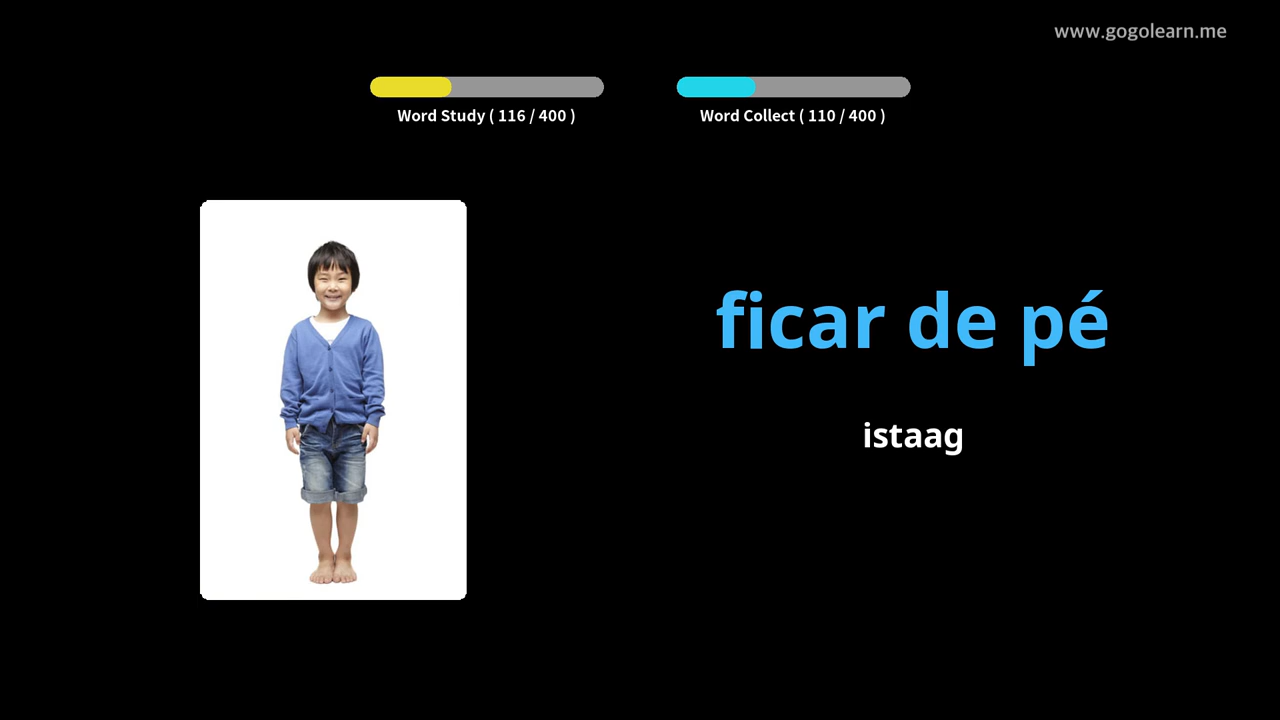 www.gogolearn.me
Word Study ( 116 / 400 )
Word Collect ( 110 / 400 )
ficar de pé
istaag